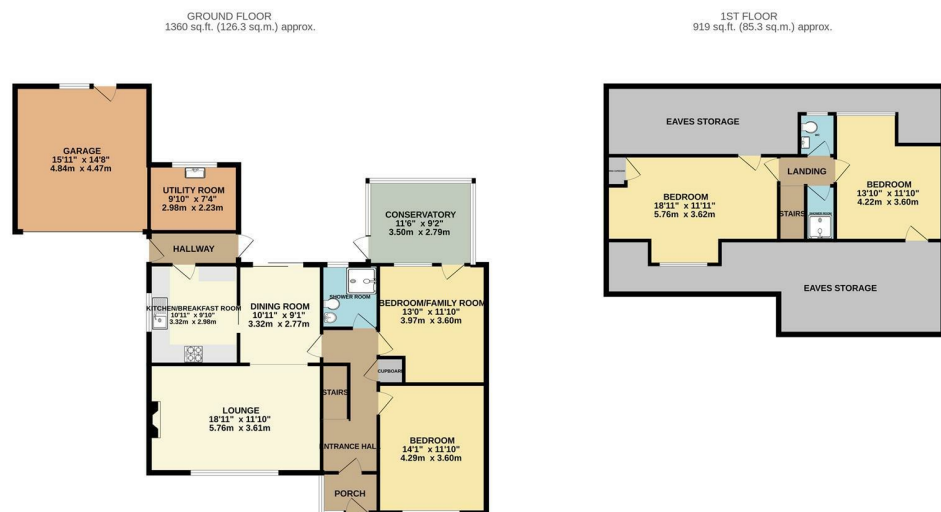 GROUND FLOOR
1360 sq.ft. (126.3 sq.m.) approx.
1ST FLOOR
919 sq.ft. (85.3 sq.m.) approx.
GARAGE
15'11" x 14'8"
4.84m x 4.47m
UTILITY ROOM
9'10" x 7'4"
2.98m x 2.23m
HALLWAY
CONSERVATORY
11'6" x 9'2"
3.50m x 2.79m
KITCHEN/BREAKFAST ROOM
10'11" x 9'10"
3.32m x 2.98m
DINING ROOM
10'11" x 9'1"
3.32m x 2.77m
SHOWER ROOM
BEDROOM/FAMILY ROOM
13'0" x 11'10"
3.97m x 3.60m
CUPBOARD
STAIRS
LOUNGE
18'11" x 11'10"
5.76m x 3.61m
ENTRANCE HALL
BEDROOM
14'1" x 11'10"
4.29m x 3.60m
PORCH
EAVES STORAGE
WC
LANDING
BEDROOM
18'11" x 11'11"
5.76m x 3.62m
STAIRS
SHOWER ROOM
BEDROOM
13'10" x 11'10"
4.22m x 3.60m
EAVES STORAGE